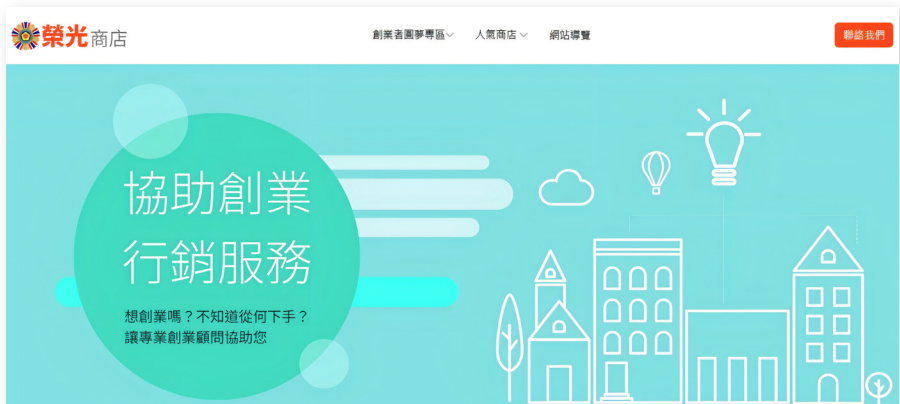 榮光商店
創業者圓夢專區
人氣商店
網站導覽
聯絡我們
協助創業
行銷服務
想創業嗎？不知道從何下手？
讓專業創業顧問協助您